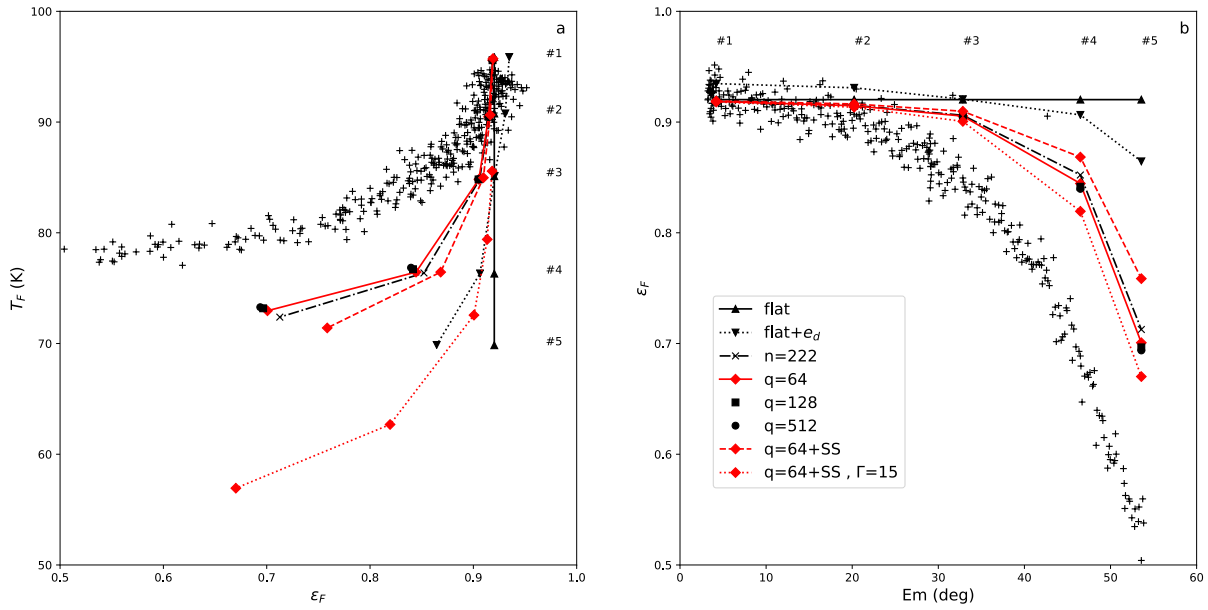 a
100
90
80
70
60
50
T_F (K)
#1
#2
#3
#4
#5
0.5 0.6 0.7 0.8 0.9 1.0
ε_F
b
1.0
0.9
0.8
0.7
0.6
0.5
ε_F
#1 #2 #3 #4 #5
flat
flat+e_d
n=222
q=64
q=128
q=512
q=64+SS
q=64+SS , Γ=15
0 10 20 30 40 50 60
Em (deg)